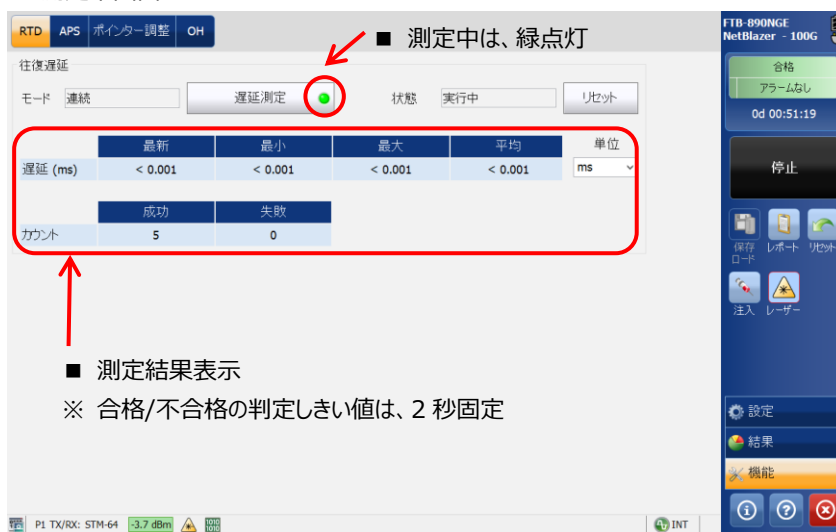 RTD APS ポインター調整 OH
FTB-890NGE
NetBlazer - 100G
■ 測定中は、緑点灯
往復遅延
モード 連続 遅延測定 状態 実行中 リセット
合格
アラームなし
0d 00:51:19
最新 最小 最大 平均 単位
遅延 (ms) < 0.001 < 0.001 < 0.001 < 0.001 ms
停止
成功 失敗
カウント 5 0
保存
ロード レポート リセット
注入 レーザー
■ 測定結果表示
※ 合格/不合格の判定しきい値は、2 秒固定
設定
結果
機能
P1 TX/RX: STM-64 -3.7 dBm INT